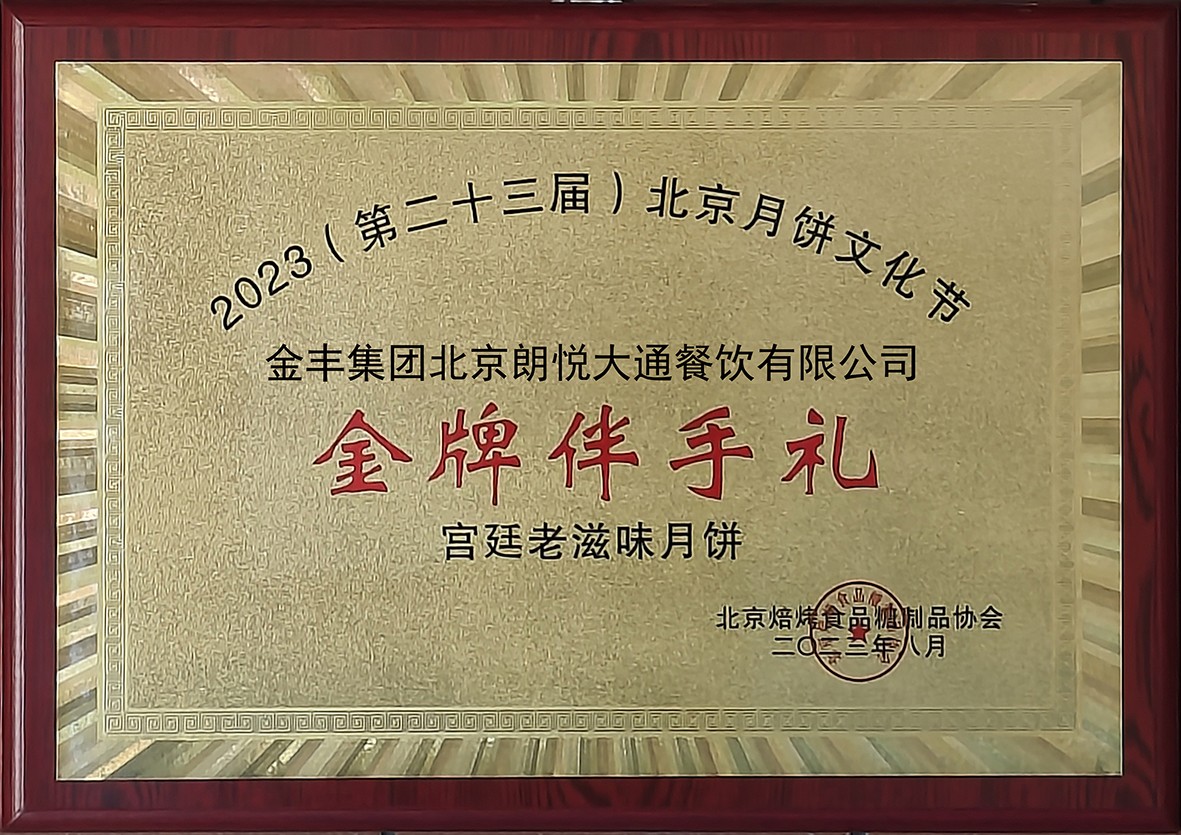 2023（第二十三届）北京月饼文化节
金丰集团北京朗悦大通餐饮有限公司
金牌伴手礼
宫廷老滋味月饼
北京焙烤食品糖制品协会
二〇二三年八月